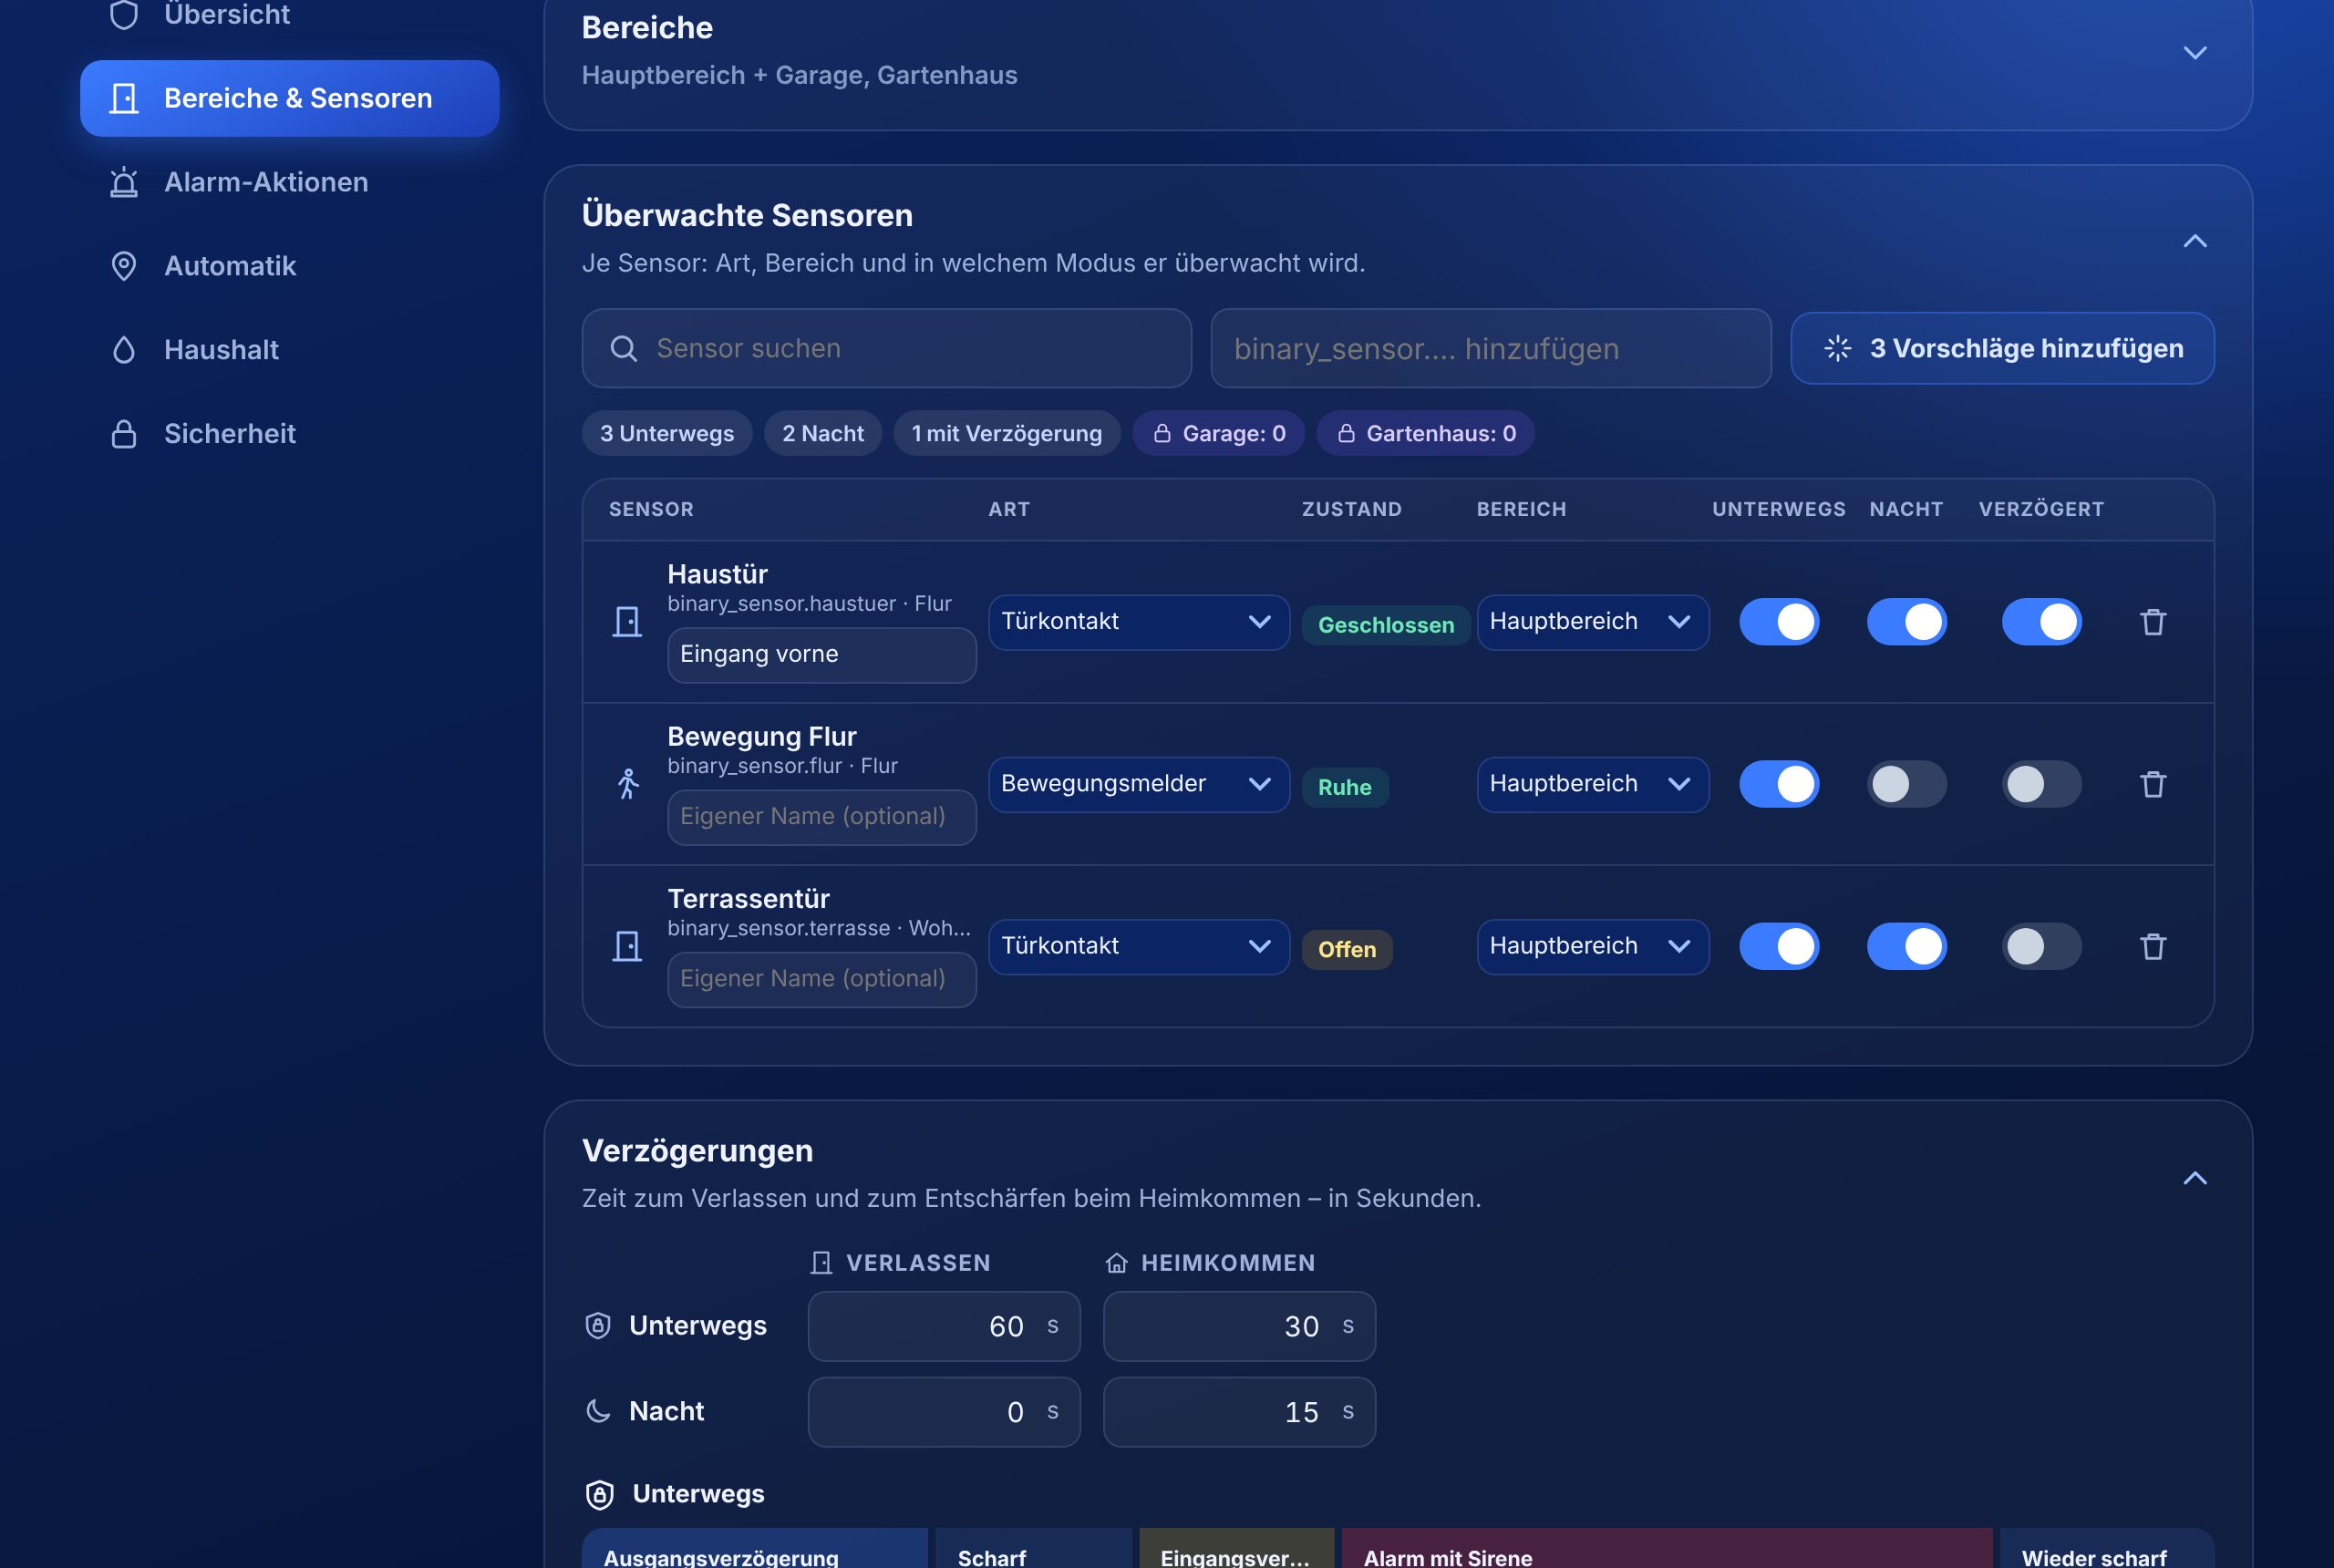 Übersicht
Bereiche & Sensoren
Alarm-Aktionen
Automatik
Haushalt
Sicherheit
Bereiche
Hauptbereich + Garage, Gartenhaus
Überwachte Sensoren
Je Sensor: Art, Bereich und in welchem Modus er überwacht wird.
Sensor suchen
binary_sensor.... hinzufügen
3 Vorschläge hinzufügen
3 Unterwegs
2 Nacht
1 mit Verzögerung
Garage: 0
Gartenhaus: 0
SENSOR ART ZUSTAND BEREICH UNTERWEGS NACHT VERZÖGERT
Haustür
binary_sensor.haustuer · Flur
Eingang vorne
Türkontakt
Geschlossen
Hauptbereich
Bewegung Flur
binary_sensor.flur · Flur
Eigener Name (optional)
Bewegungsmelder
Ruhe
Hauptbereich
Terrassentür
binary_sensor.terrasse · Woh...
Eigener Name (optional)
Türkontakt
Offen
Hauptbereich
Verzögerungen
Zeit zum Verlassen und zum Entschärfen beim Heimkommen – in Sekunden.
VERLASSEN HEIMKOMMEN
Unterwegs 60 s 30 s
Nacht 0 s 15 s
Unterwegs
Ausgangsverzögerung
Scharf
Eingangsver...
Alarm mit Sirene
Wieder scharf